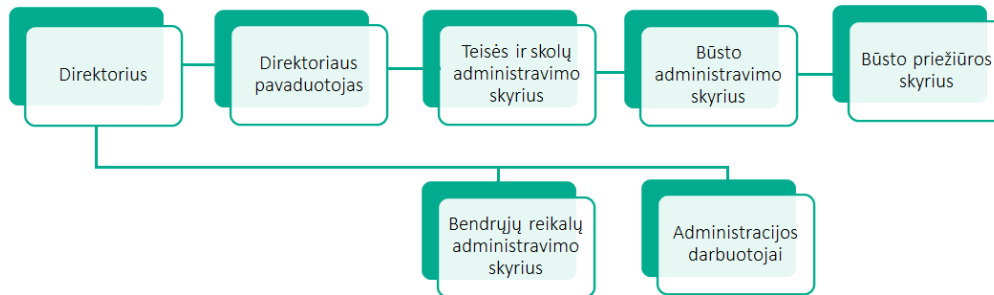 Direktorius
Direktoriaus
pavaduotojas
Teisės ir skolų
administravimo
skyrius
Būsto
administravimo
skyrius
Būsto priežiūros
skyrius
Bendrųjų reikalų
administravimo
skyrius
Administracijos
darbuotojai